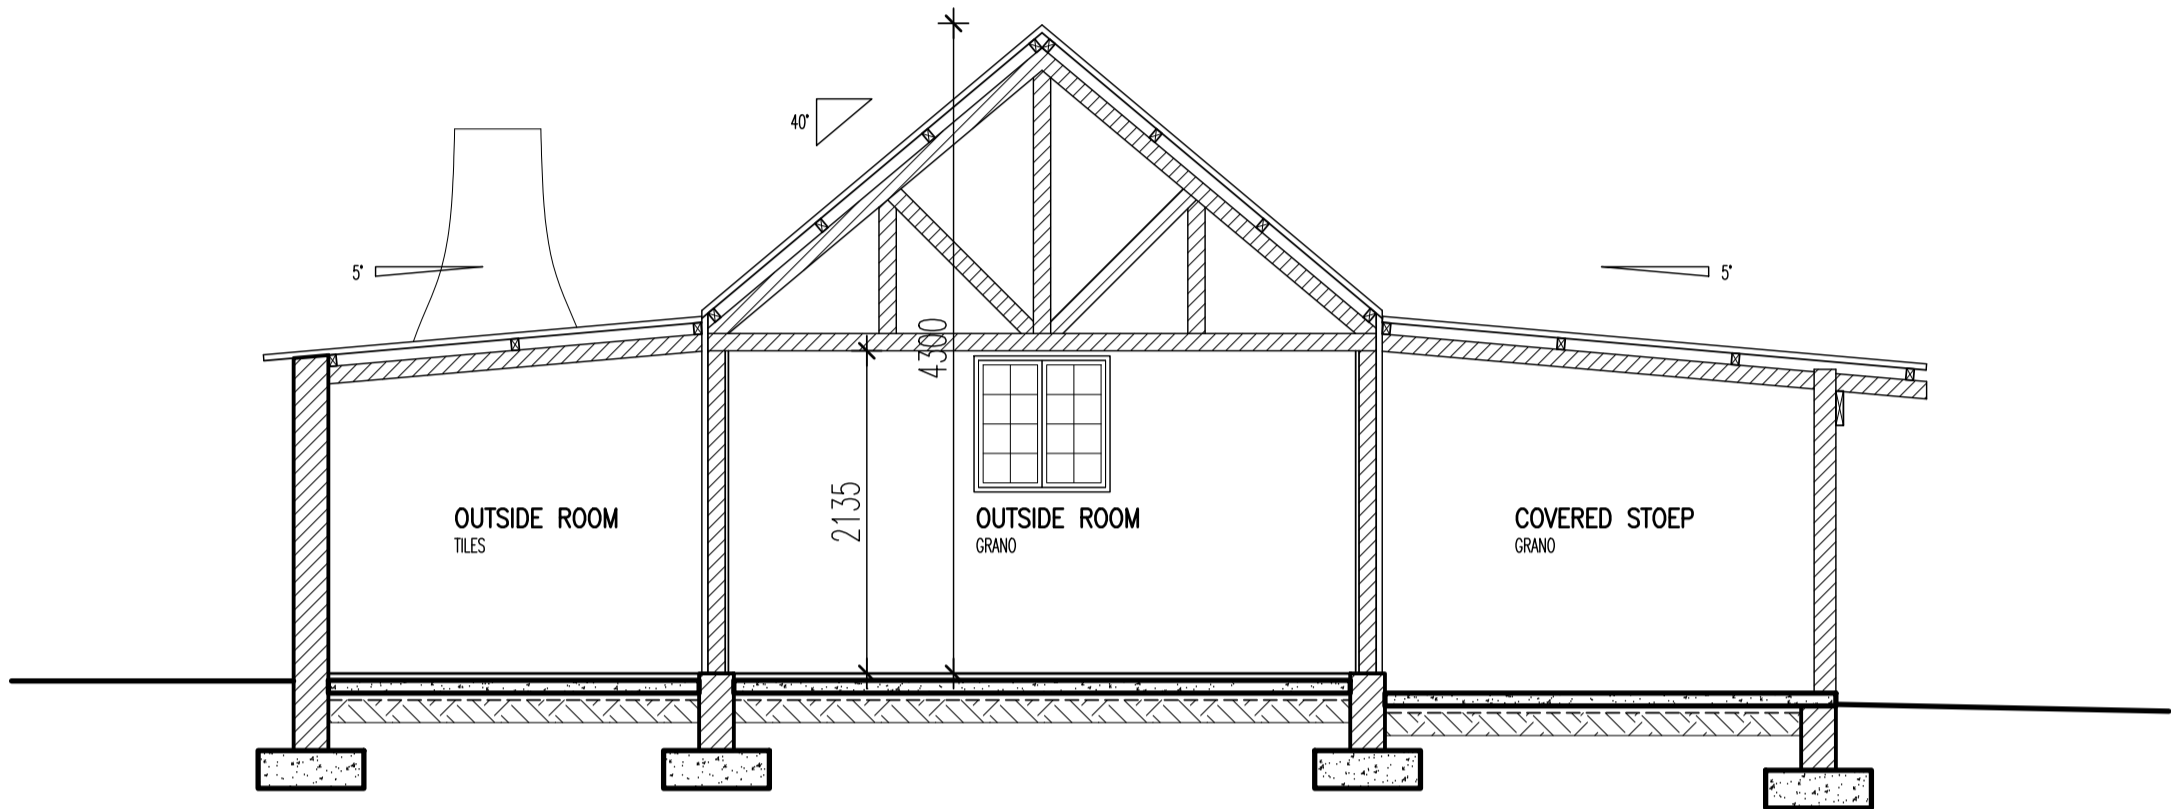 40°
5°
5°
4300
2135
OUTSIDE ROOM
TILES
OUTSIDE ROOM
GRANO
COVERED STOEP
GRANO